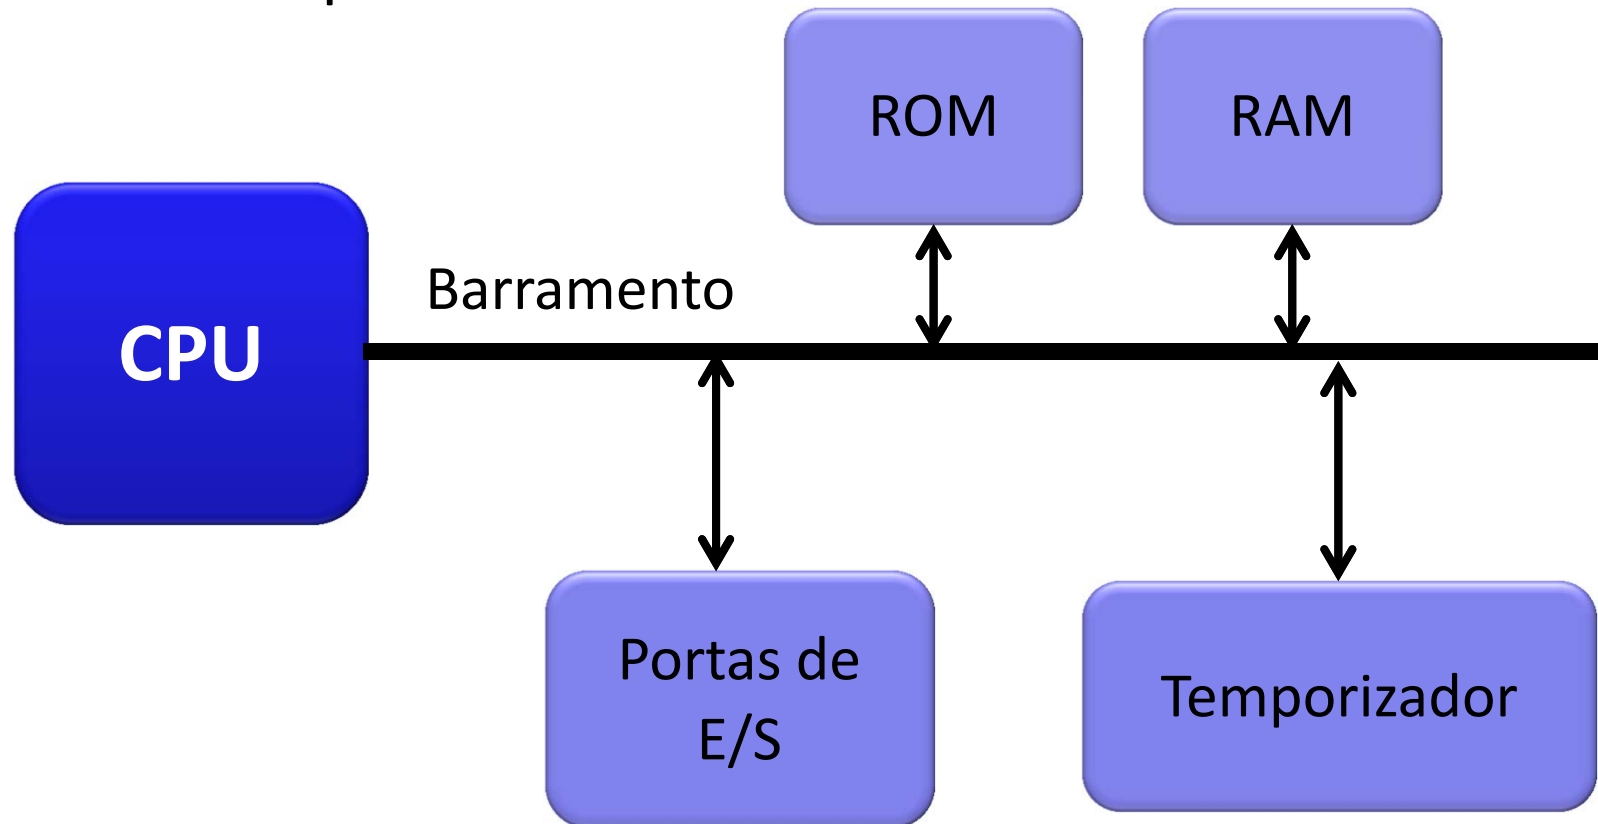 ROM
RAM
Barramento
CPU
Portas de
E/S
Temporizador